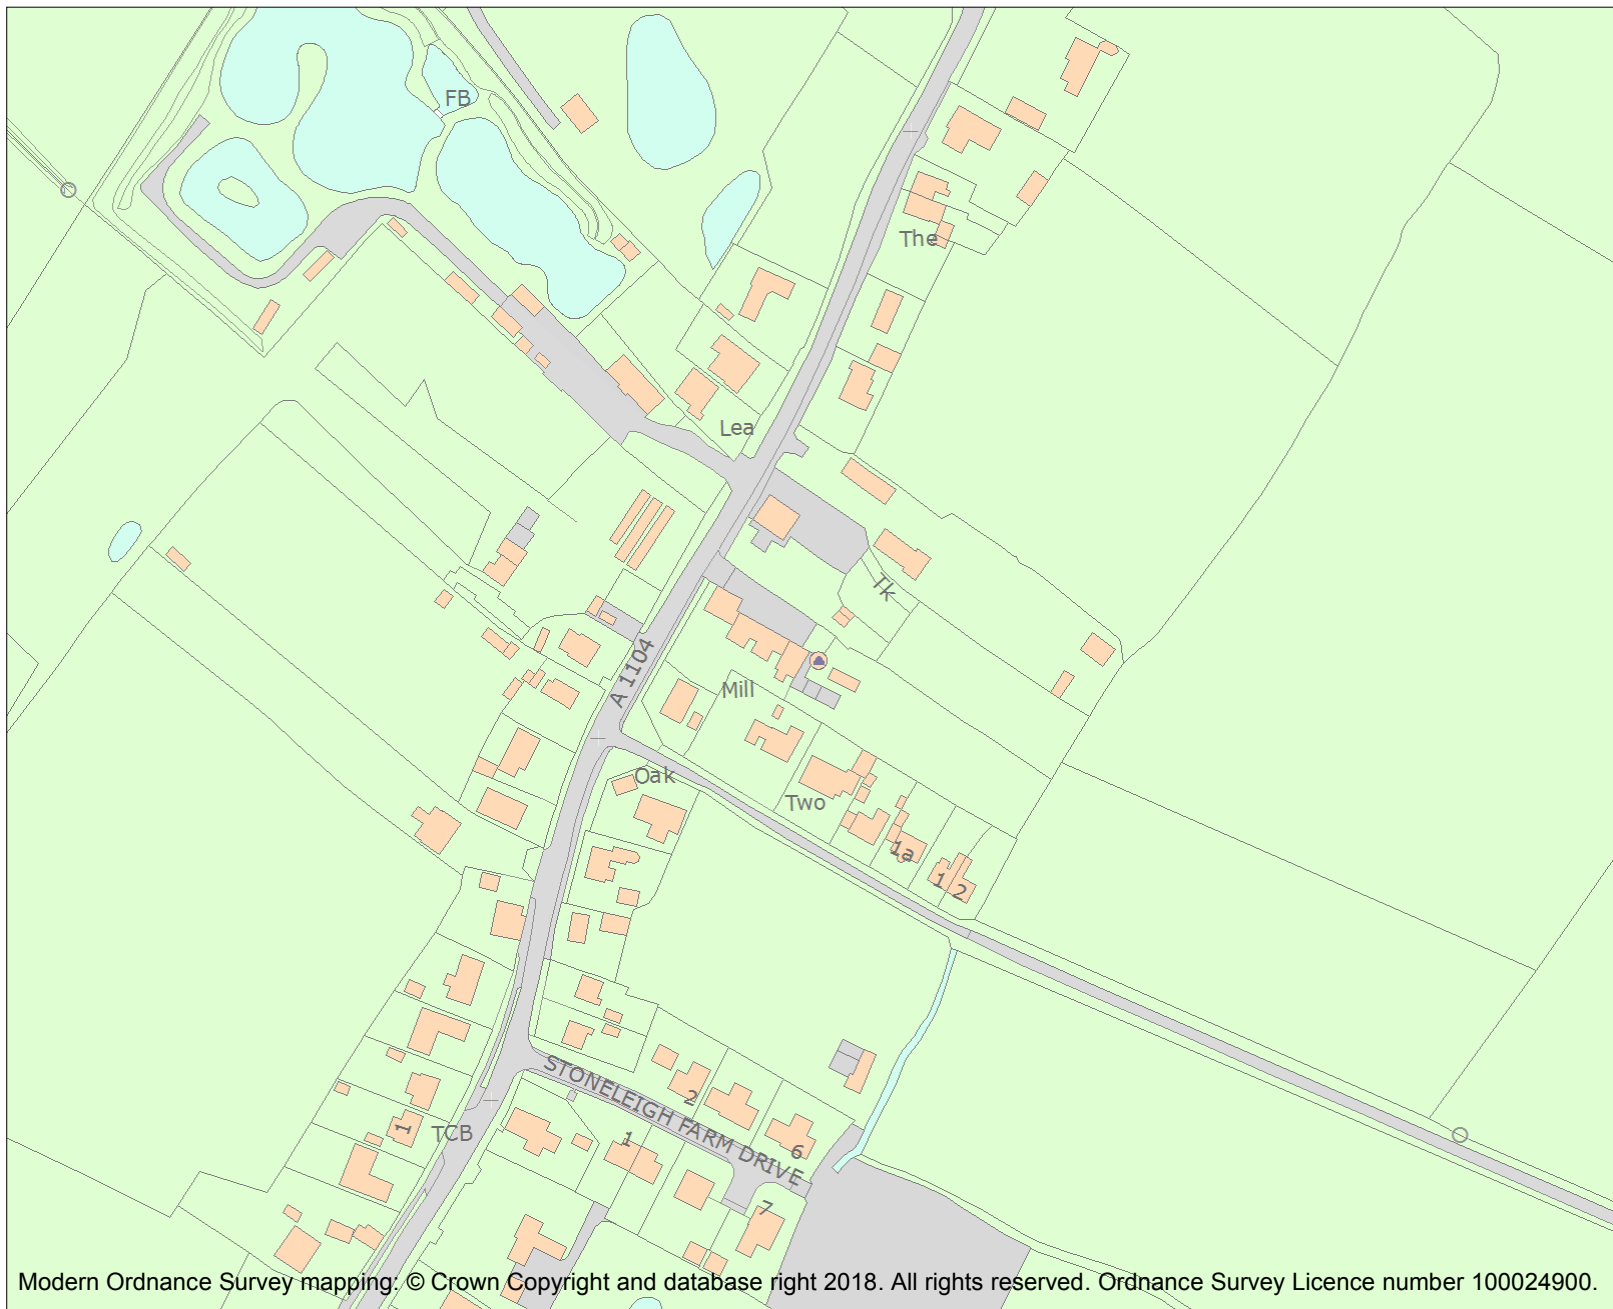 FB
The
Lea
Tk
A 1104
Mill
Oak
Two
1a
1
2
STONELEIGH FARM DRIVE
2
1
TCB
1
6
7
Modern Ordnance Survey mapping: © Crown Copyright and database right 2018. All rights reserved. Ordnance Survey Licence number 100024900.